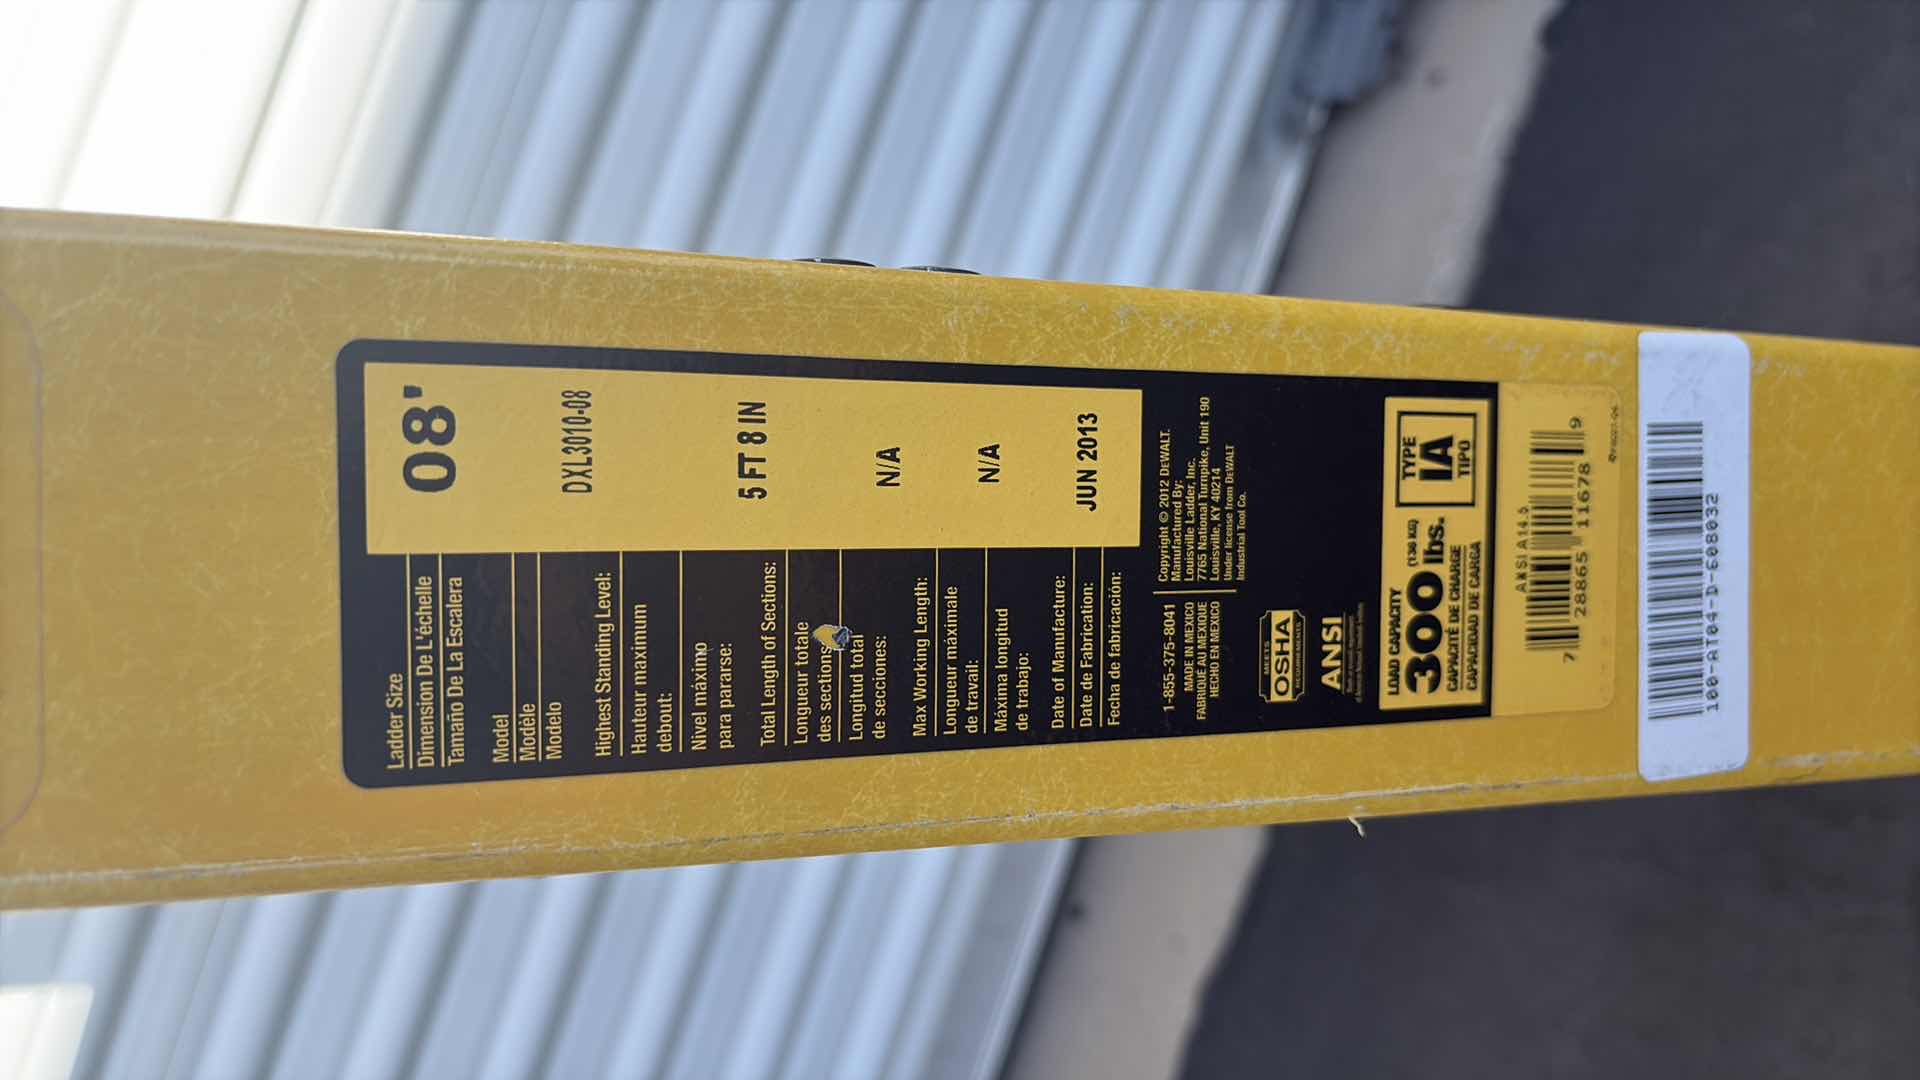 Ladder Size
Dimension De L'échelle
Tamaño De La Escalera
08'
Model
Modèle
Modelo
DXL3010-08
Highest Standing Level:
Hauteur maximum
debout:
Nivel máximo
para pararse:
5 FT 8 IN
Total Length of Sections:
Longueur totale
des sections
Longitud total
de secciones:
N/A
Max Working Length:
Longueur máximale
de travail:
Máxima longitud
de trabajo:
N/A
Date of Manufacture:
Date de Fabrication:
Fecha de fabricación:
JUN 2013
1-855-375-8041
MADE IN MEXICO
FABRIQUE AU MEXIQUE
HECHO EN MEXICO
Copyright © 2012 DEWALT.
Manufactured By:
Louisville Ladder, Inc.
7765 National Turnpike, Unit 190
Louisville, KY 40214
Under license from DEWALT
Industrial Tool Co.
MEETS
OSHA
REQUIREMENTS
ANSI
LOAD CAPACITY
300 lbs. (136 KG)
CAPACITÉ DE CHARGE
CAPACIDAD DE CARGA
TYPE
IA
TIPO
ANSI A14.5
7 28865 11678 9
100-AT04-D-608032